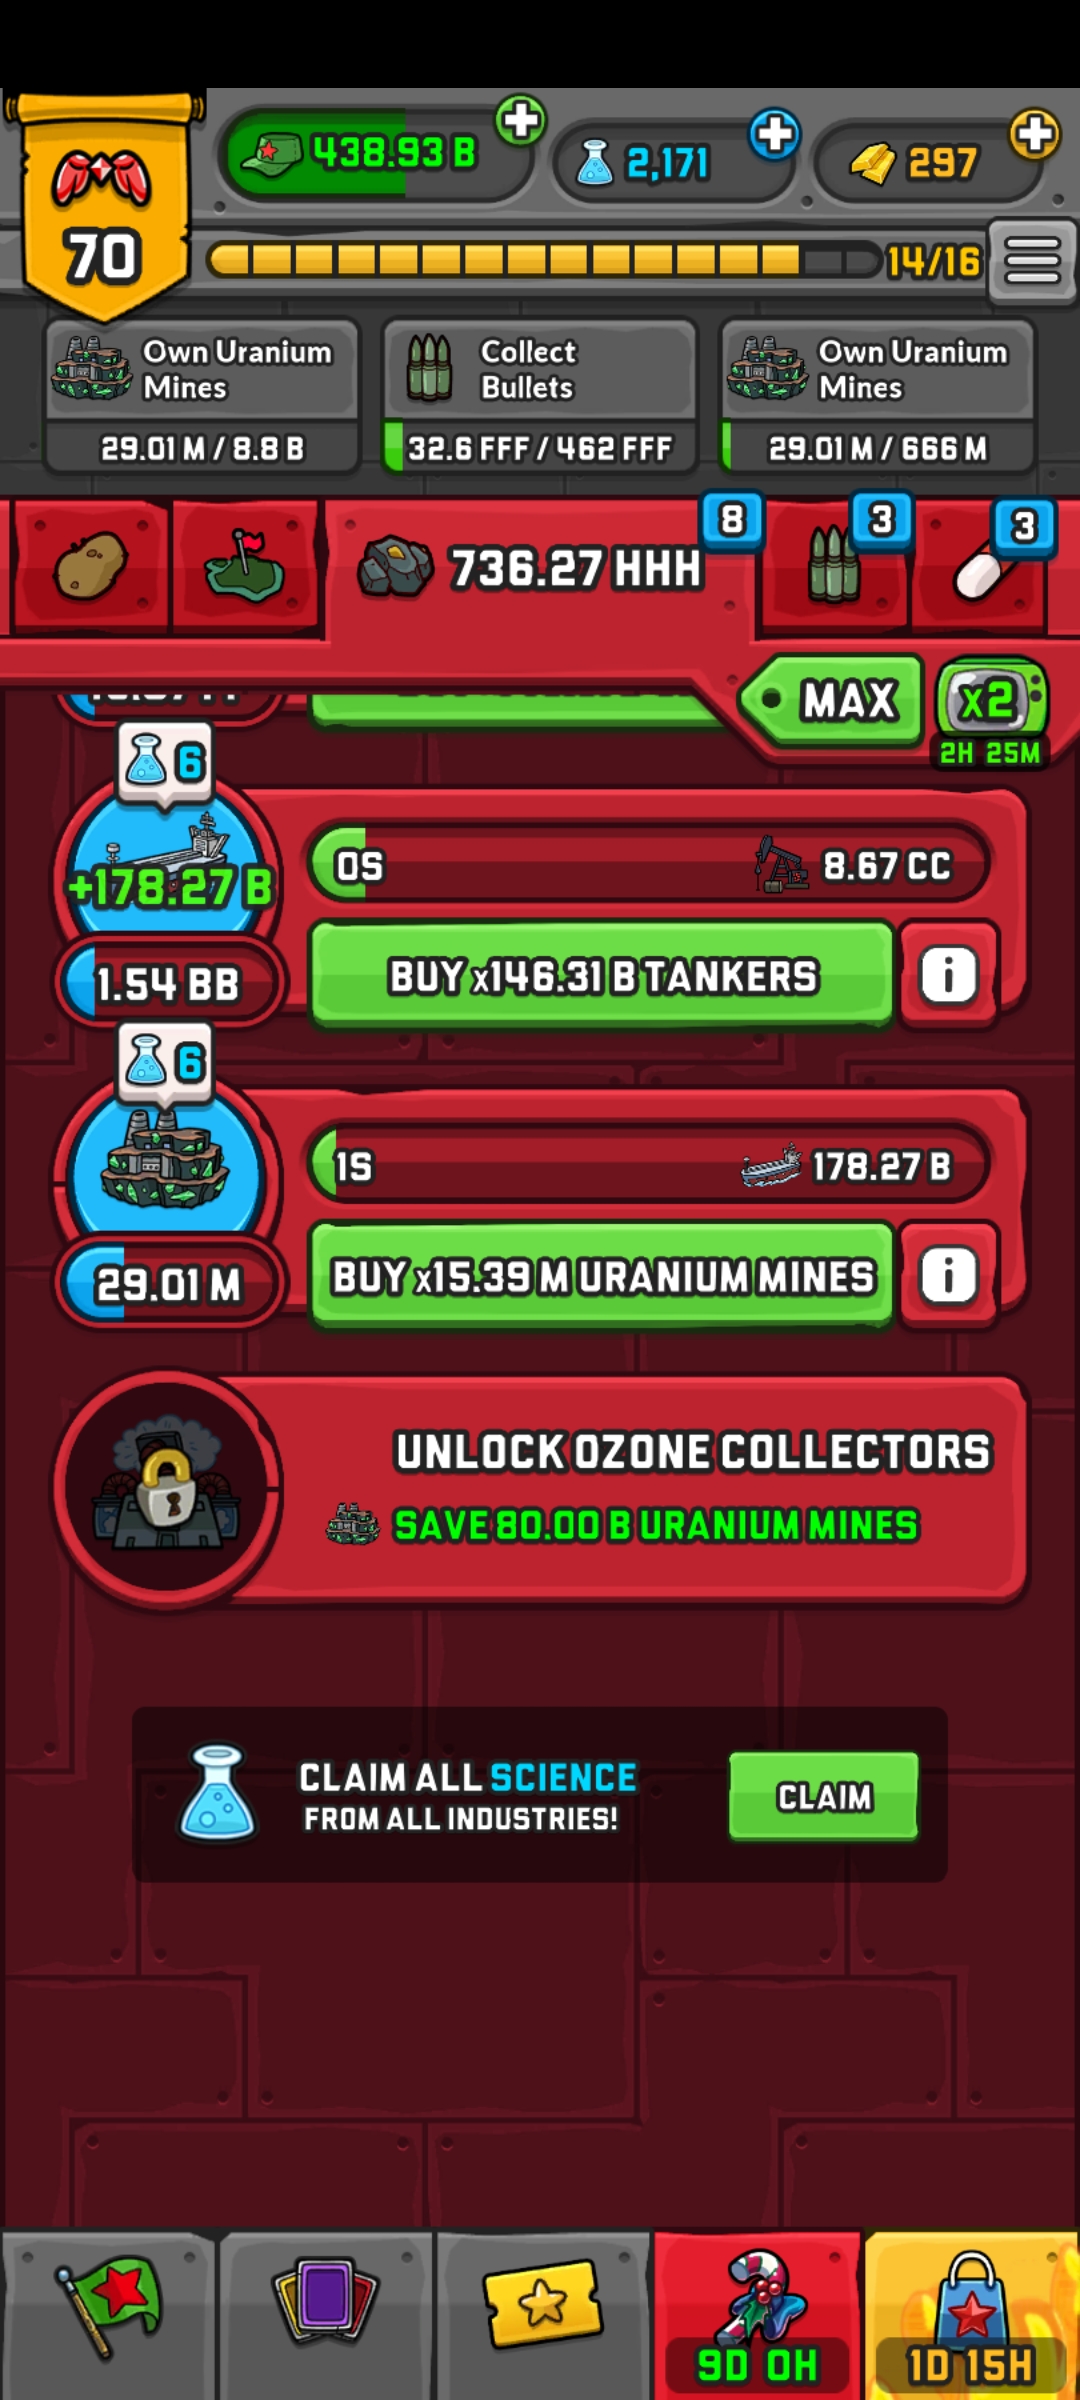 438.93 B
2,171
297
70
14/16
Own Uranium
Mines
29.01 M / 8.8 B
Collect
Bullets
32.6 FFF / 462 FFF
Own Uranium
Mines
29.01 M / 666 M
736.27 HHH
8
3
3
MAX
x2
2H 25M
6
+178.27 B
0S
8.67 CC
1.54 BB
BUY x146.31 B TANKERS
i
6
1S
178.27 B
29.01 M
BUY x15.39 M URANIUM MINES
i
UNLOCK OZONE COLLECTORS
SAVE 80.00 B URANIUM MINES
CLAIM ALL SCIENCE
FROM ALL INDUSTRIES!
CLAIM
9D 0H
1D 15H